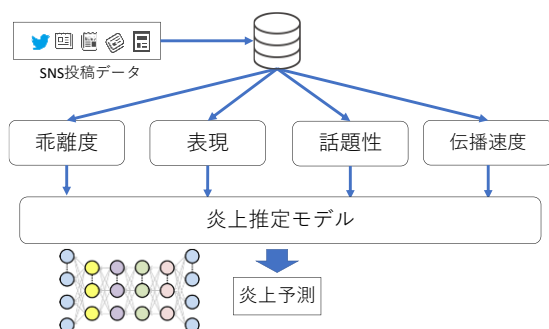 SNS投稿データ
乖離度
表現
話題性
伝播速度
炎上推定モデル
炎上予測